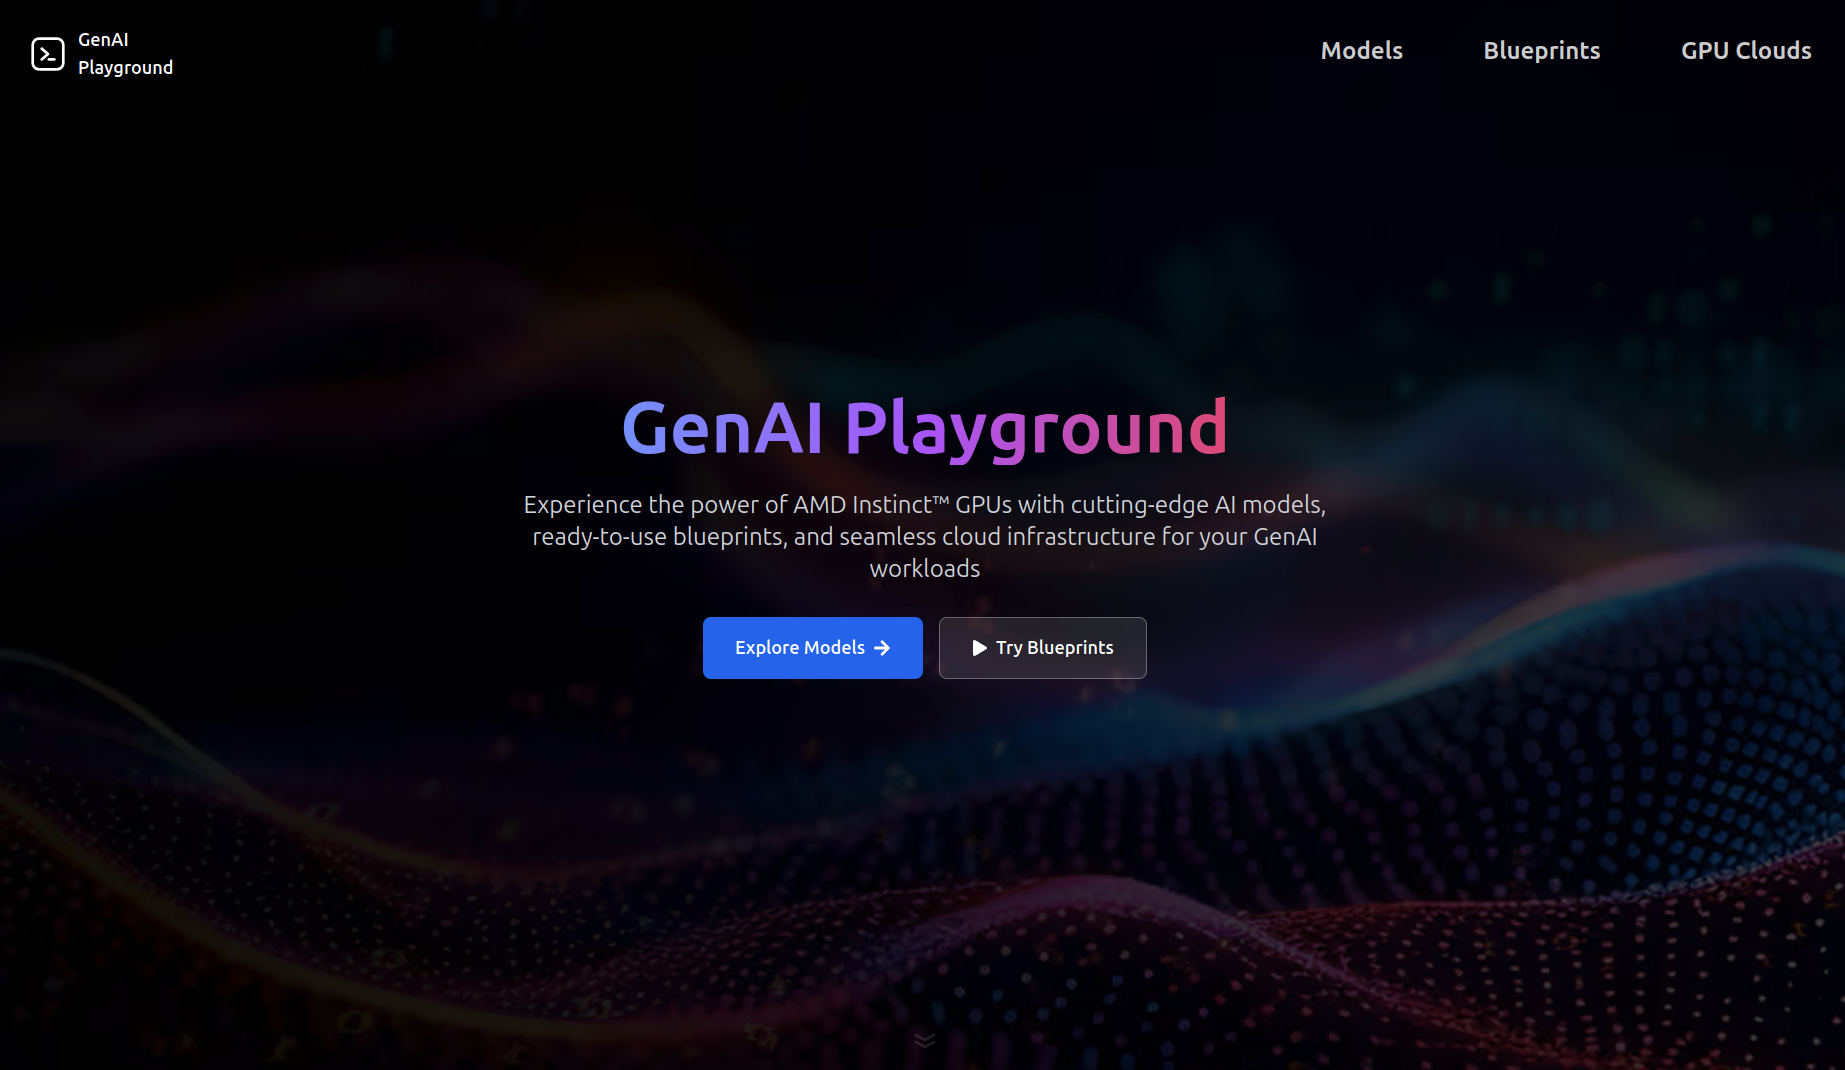 GenAI
Playground
Models
Blueprints
GPU Clouds
GenAI Playground
Experience the power of AMD Instinct™ GPUs with cutting-edge AI models,
ready-to-use blueprints, and seamless cloud infrastructure for your GenAI
workloads
Explore Models
Try Blueprints